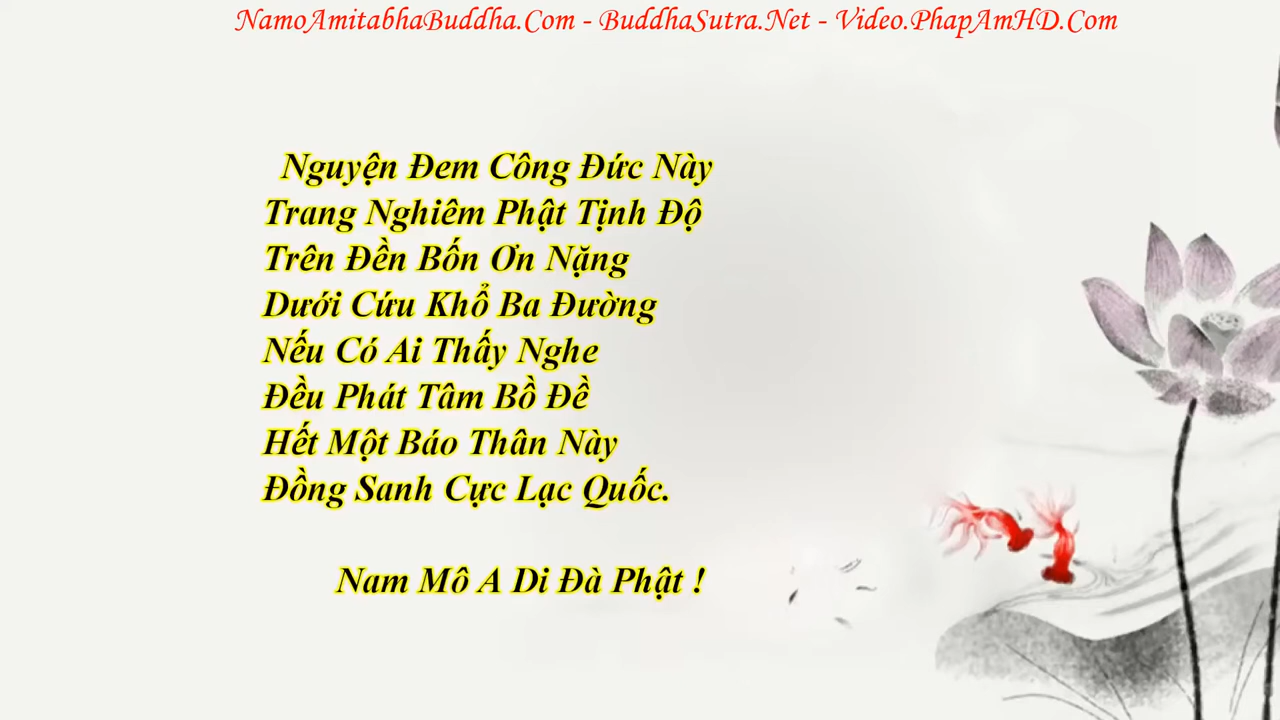 NamoAmitabhaBuddha.Com - BuddhaSutra.Net - Video.PhapAmHD.Com
Nguyện Đem Công Đức Này
Trang Nghiêm Phật Tịnh Độ
Trên Đền Bốn Ơn Nặng
Dưới Cứu Khổ Ba Đường
Nếu Có Ai Thấy Nghe
Đều Phát Tâm Bồ Đề
Hết Một Báo Thân Này
Đồng Sanh Cực Lạc Quốc.
Nam Mô A Di Đà Phật !